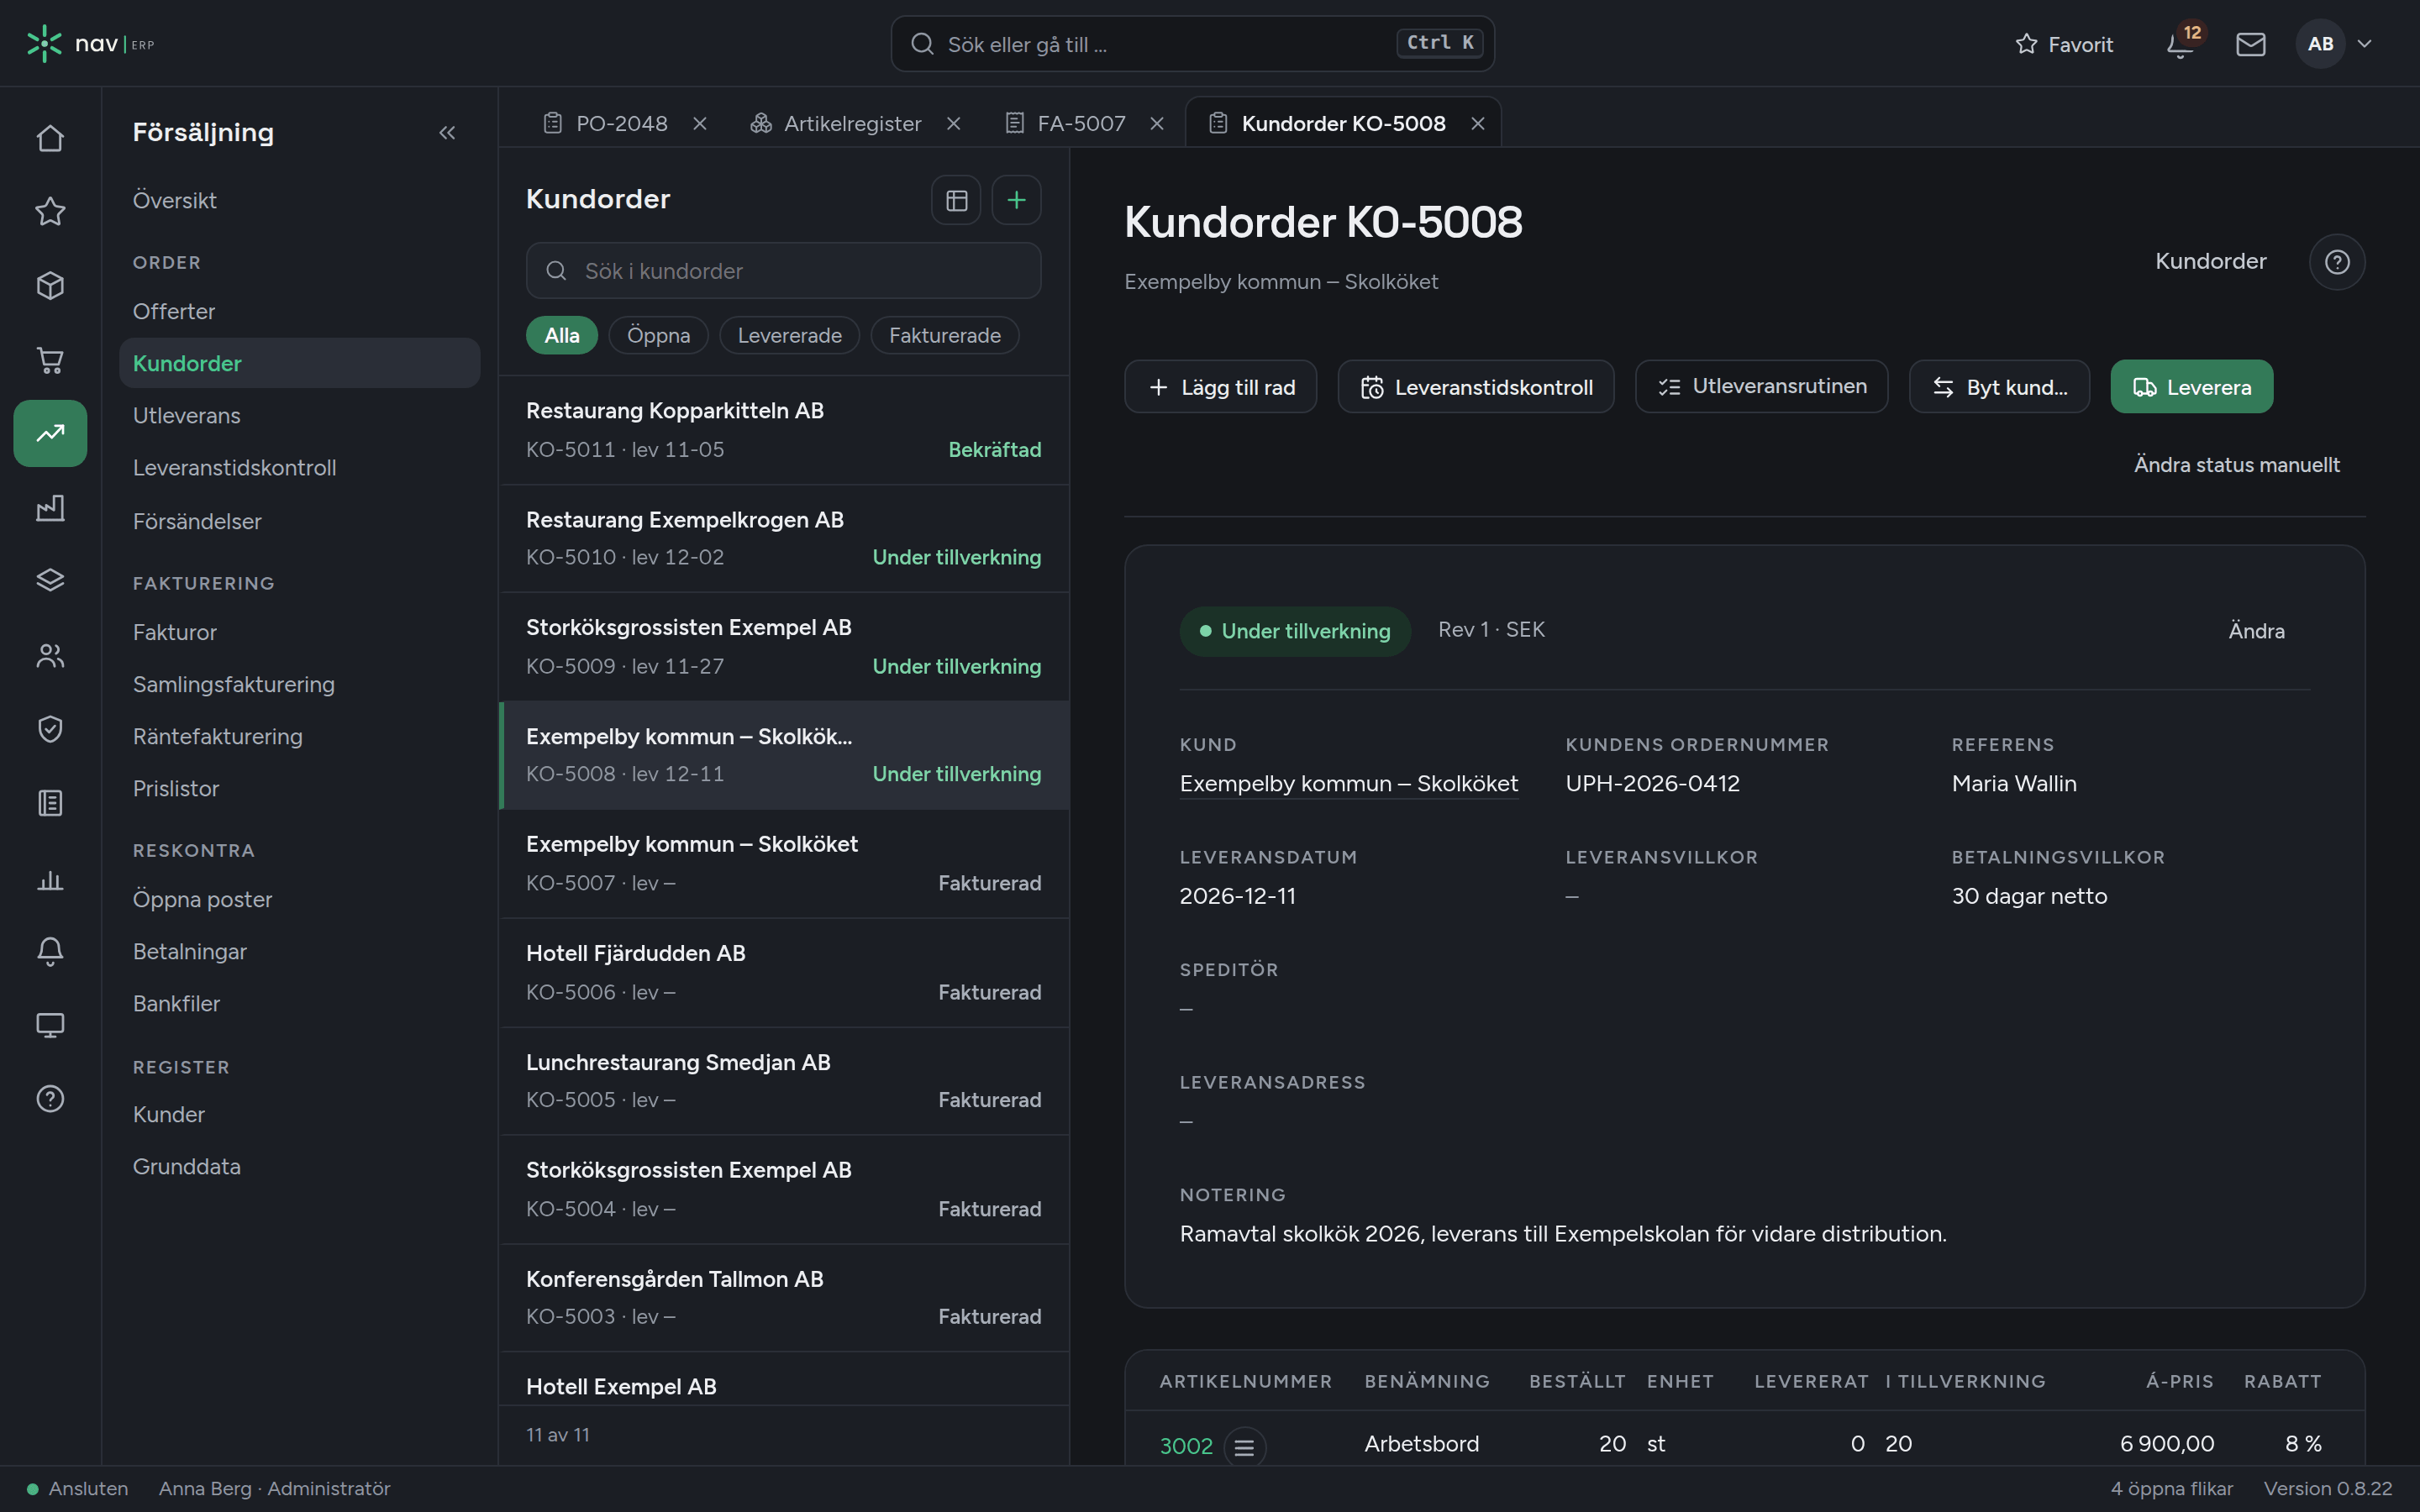 nav ERP
Sök eller gå till ... Ctrl K
Favorit 12 AB
Försäljning
Översikt
ORDER
Offerter
Kundorder
Utleverans
Leveranstidskontroll
Försändelser
FAKTURERING
Fakturor
Samlingsfakturering
Räntefakturering
Prislistor
RESKONTRA
Öppna poster
Betalningar
Bankfiler
REGISTER
Kunder
Grunddata
PO-2048 Artikelregister FA-5007 Kundorder KO-5008
Kundorder
Sök i kundorder
Alla Öppna Levererade Fakturerade
Restaurang Kopparkitteln AB
KO-5011 · lev 11-05 Bekräftad
Restaurang Exempelkrogen AB
KO-5010 · lev 12-02 Under tillverkning
Storköksgrossisten Exempel AB
KO-5009 · lev 11-27 Under tillverkning
Exempelby kommun – Skolkök...
KO-5008 · lev 12-11 Under tillverkning
Exempelby kommun – Skolköket
KO-5007 · lev – Fakturerad
Hotell Fjärdudden AB
KO-5006 · lev – Fakturerad
Lunchrestaurang Smedjan AB
KO-5005 · lev – Fakturerad
Storköksgrossisten Exempel AB
KO-5004 · lev – Fakturerad
Konferensgården Tallmon AB
KO-5003 · lev – Fakturerad
Hotell Exempel AB
11 av 11
Kundorder KO-5008
Exempelby kommun – Skolköket
Kundorder
Lägg till rad Leveranstidskontroll Utleveransrutinen Byt kund... Leverera
Ändra status manuellt
Under tillverkning Rev 1 · SEK Ändra
KUND KUNDENS ORDERNUMMER REFERENS
Exempelby kommun – Skolköket UPH-2026-0412 Maria Wallin
LEVERANSDATUM LEVERANSVILLKOR BETALNINGSVILLKOR
2026-12-11 – 30 dagar netto
SPEDITÖR
–
LEVERANSADRESS
–
NOTERING
Ramavtal skolkök 2026, leverans till Exempelskolan för vidare distribution.
ARTIKELNUMMER BENÄMNING BESTÄLLT ENHET LEVERERAT I TILLVERKNING Á-PRIS RABATT
3002 Arbetsbord 20 st 0 20 6 900,00 8 %
Ansluten Anna Berg · Administratör 4 öppna flikar Version 0.8.22